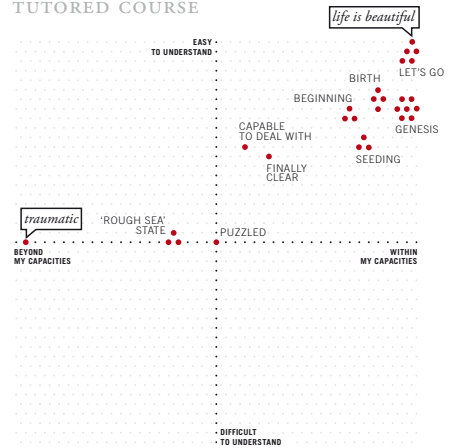 TUTORED COURSE
life is beautiful
EASY
TO UNDERSTAND
LET'S GO
BIRTH
BEGINNING
GENESIS
CAPABLE
TO DEAL WITH
SEEDING
FINALLY
CLEAR
traumatic
'ROUGH SEA'
STATE
PUZZLED
BEYOND
MY CAPACITIES
WITHIN
MY CAPACITIES
DIFFICULT
TO UNDERSTAND